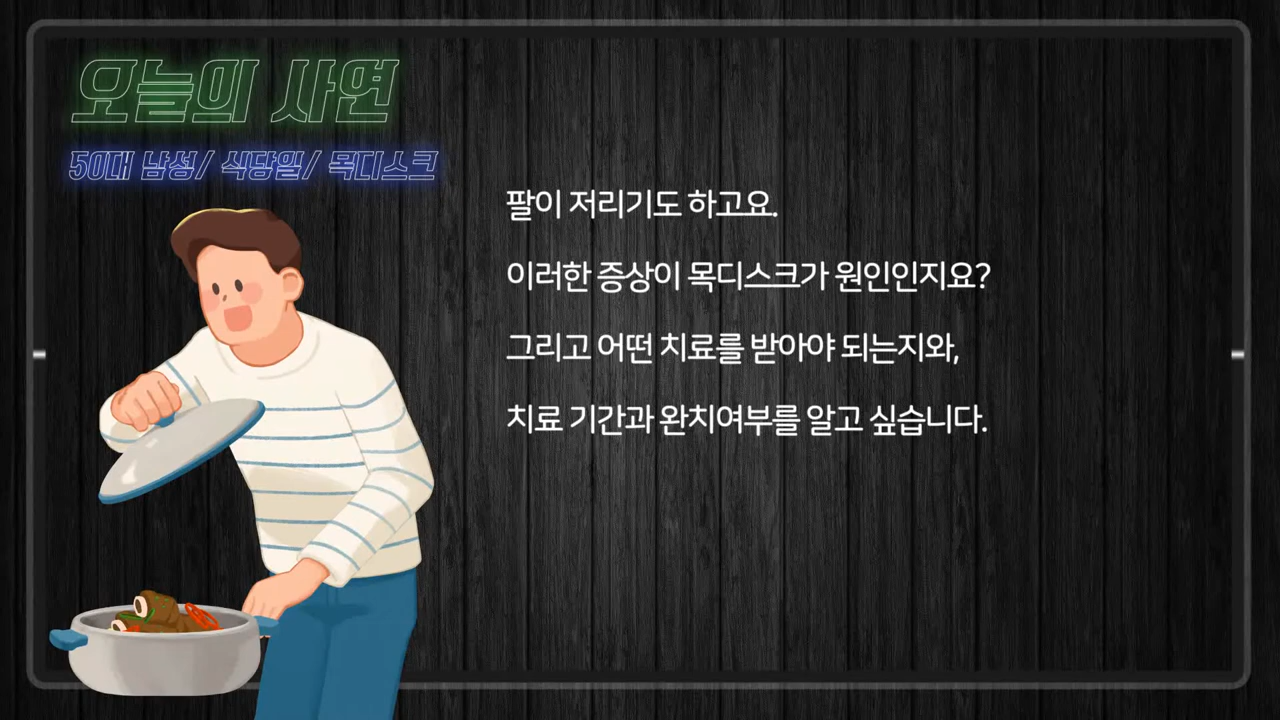 오늘의 사연
50대 남성/ 식당일/ 목디스크
팔이 저리기도 하고요.
이러한 증상이 목디스크가 원인인지요?
그리고 어떤 치료를 받아야 되는지와,
치료 기간과 완치여부를 알고 싶습니다.